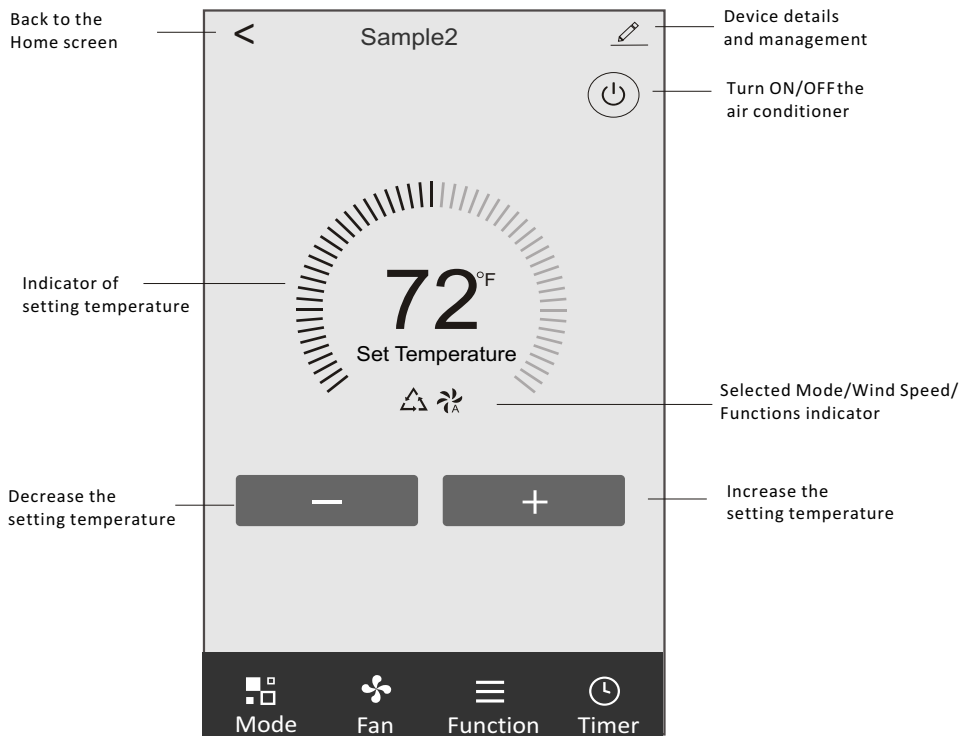 Back to the
Home screen
< Sample2
Device details
and management
Turn ON/OFF the
air conditioner
Indicator of
setting temperature
72°F
Set Temperature
A
Selected Mode/Wind Speed/
Functions indicator
Decrease the
setting temperature
− +
Increase the
setting temperature
Mode Fan Function Timer